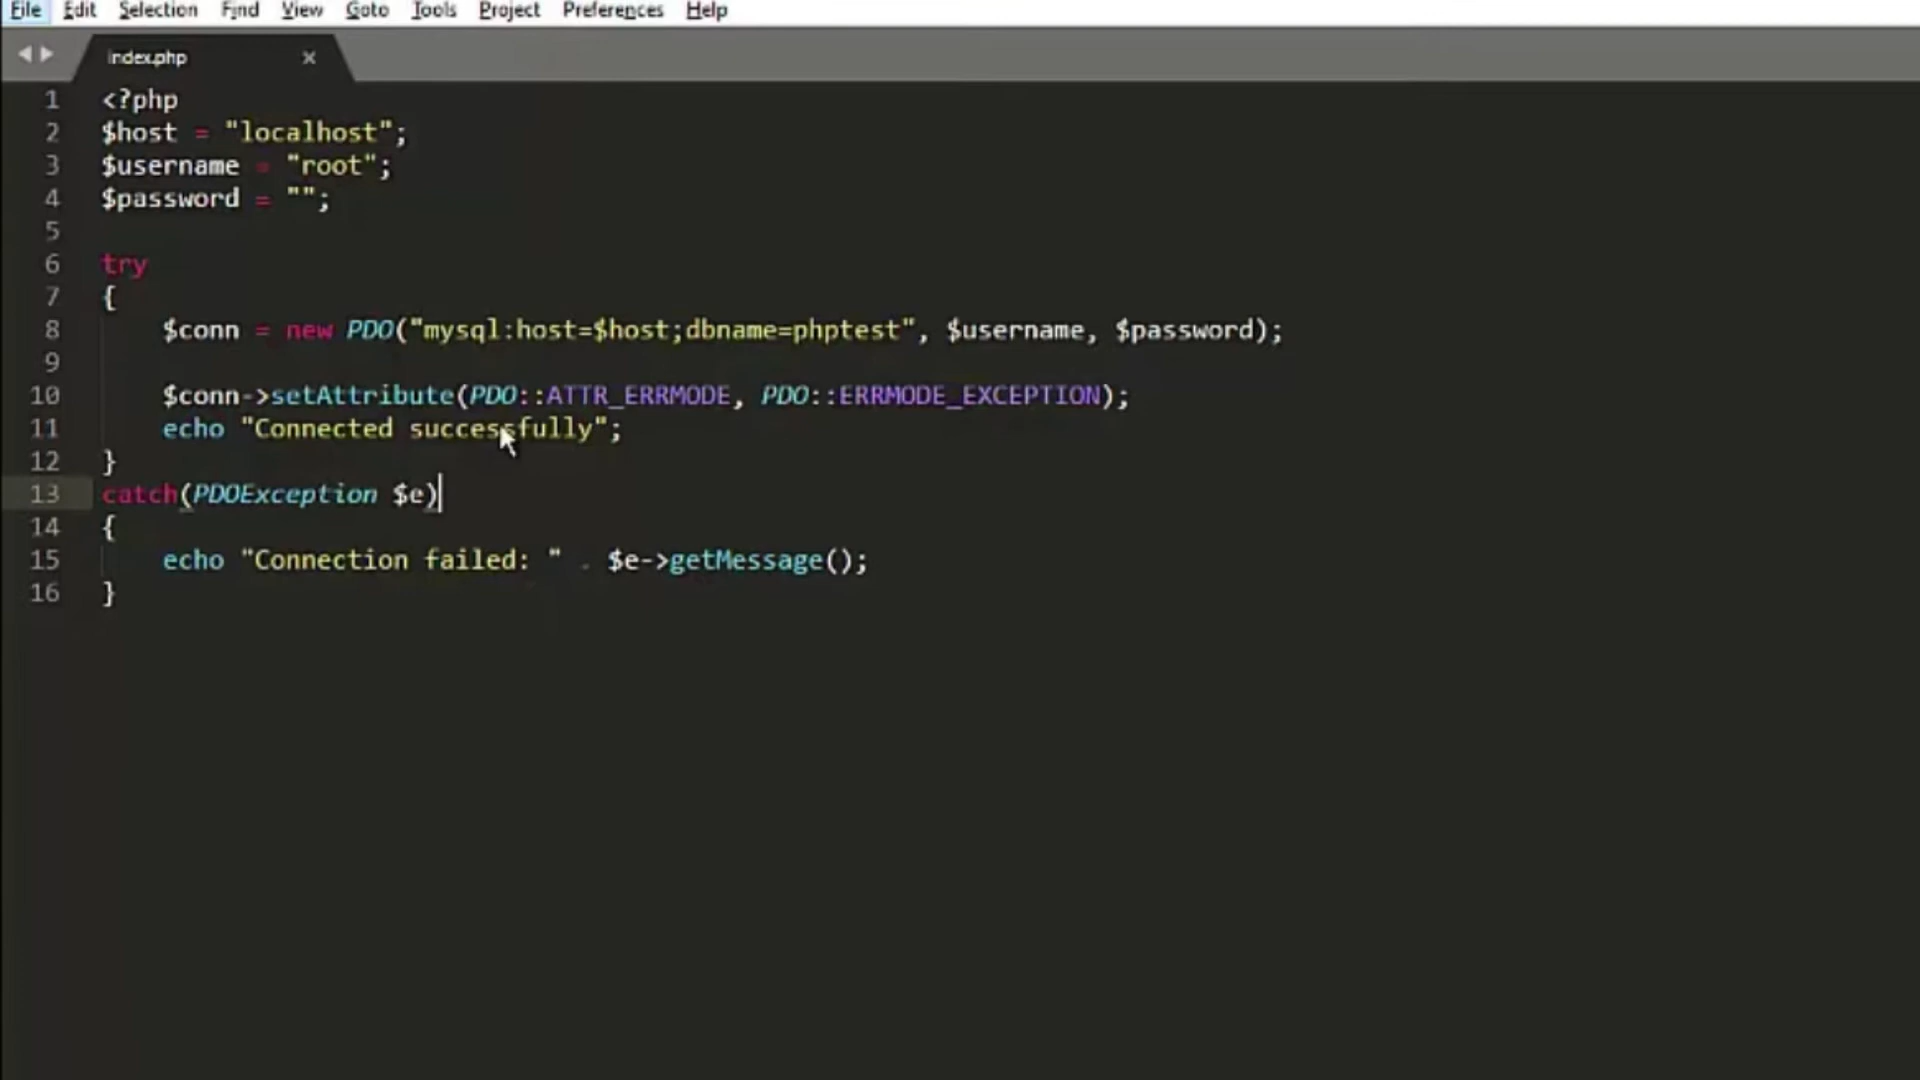 File Edit Selection Find View Goto Tools Project Preferences Help
index.php
1 <?php
2 $host = "localhost";
3 $username = "root";
4 $password = "";
5
6 try
7 {
8 $conn = new PDO("mysql:host=$host;dbname=phptest", $username, $password);
9
10 $conn->setAttribute(PDO::ATTR_ERRMODE, PDO::ERRMODE_EXCEPTION);
11 echo "Connected successfully";
12 }
13 catch(PDOException $e)
14 {
15 echo "Connection failed: " . $e->getMessage();
16 }